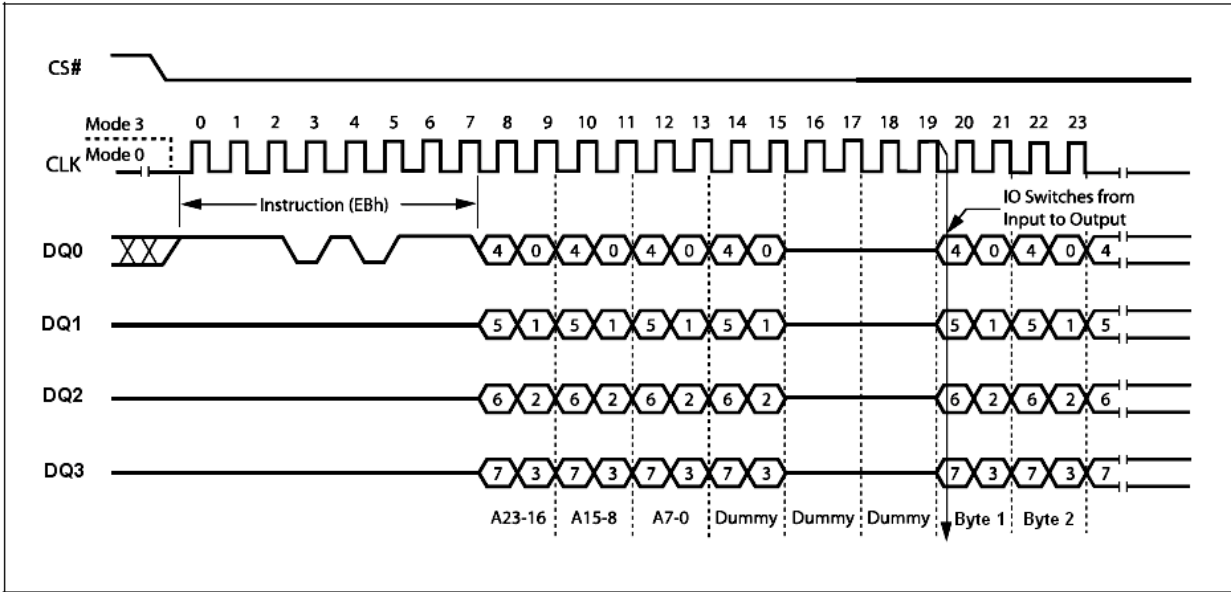 CS#
Mode 3
0 1 2 3 4 5 6 7 8 9 10 11 12 13 14 15 16 17 18 19 20 21 22 23
CLK
Mode 0
Instruction (EBh)
IO Switches from
Input to Output
DQ0
4 0 4 0 4 0 4 0 4 0 4 0 4
DQ1
5 1 5 1 5 1 5 1 5 1 5 1 5
DQ2
6 2 6 2 6 2 6 2 6 2 6 2 6
DQ3
7 3 7 3 7 3 7 3 7 3 7 3 7
A23-16 A15-8 A7-0 Dummy Dummy Dummy Byte 1 Byte 2